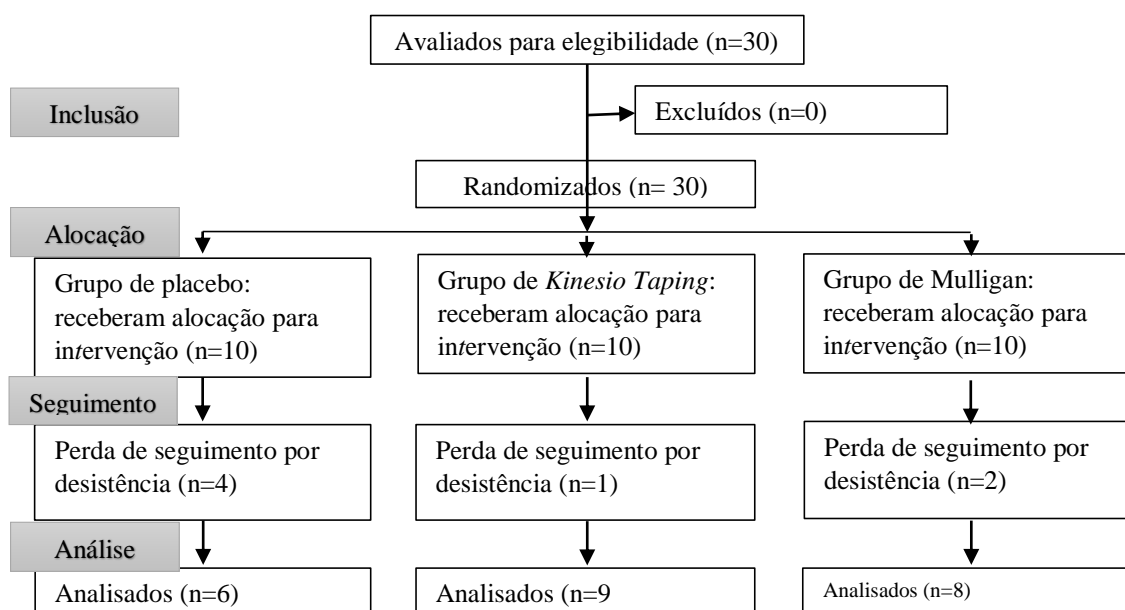 Avaliados para elegibilidade (n=30)
Inclusão
Excluídos (n=0)
Randomizados (n= 30)
Alocação
Grupo de placebo:
receberam alocação para
intervenção (n=10)
Grupo de Kinesio Taping:
receberam alocação para
intervenção (n=10)
Grupo de Mulligan:
receberam alocação para
intervenção (n=10)
Seguimento
Perda de seguimento por
desistência (n=4)
Perda de seguimento por
desistência (n=1)
Perda de seguimento por
desistência (n=2)
Análise
Analisados (n=6)
Analisados (n=9
Analisados (n=8)